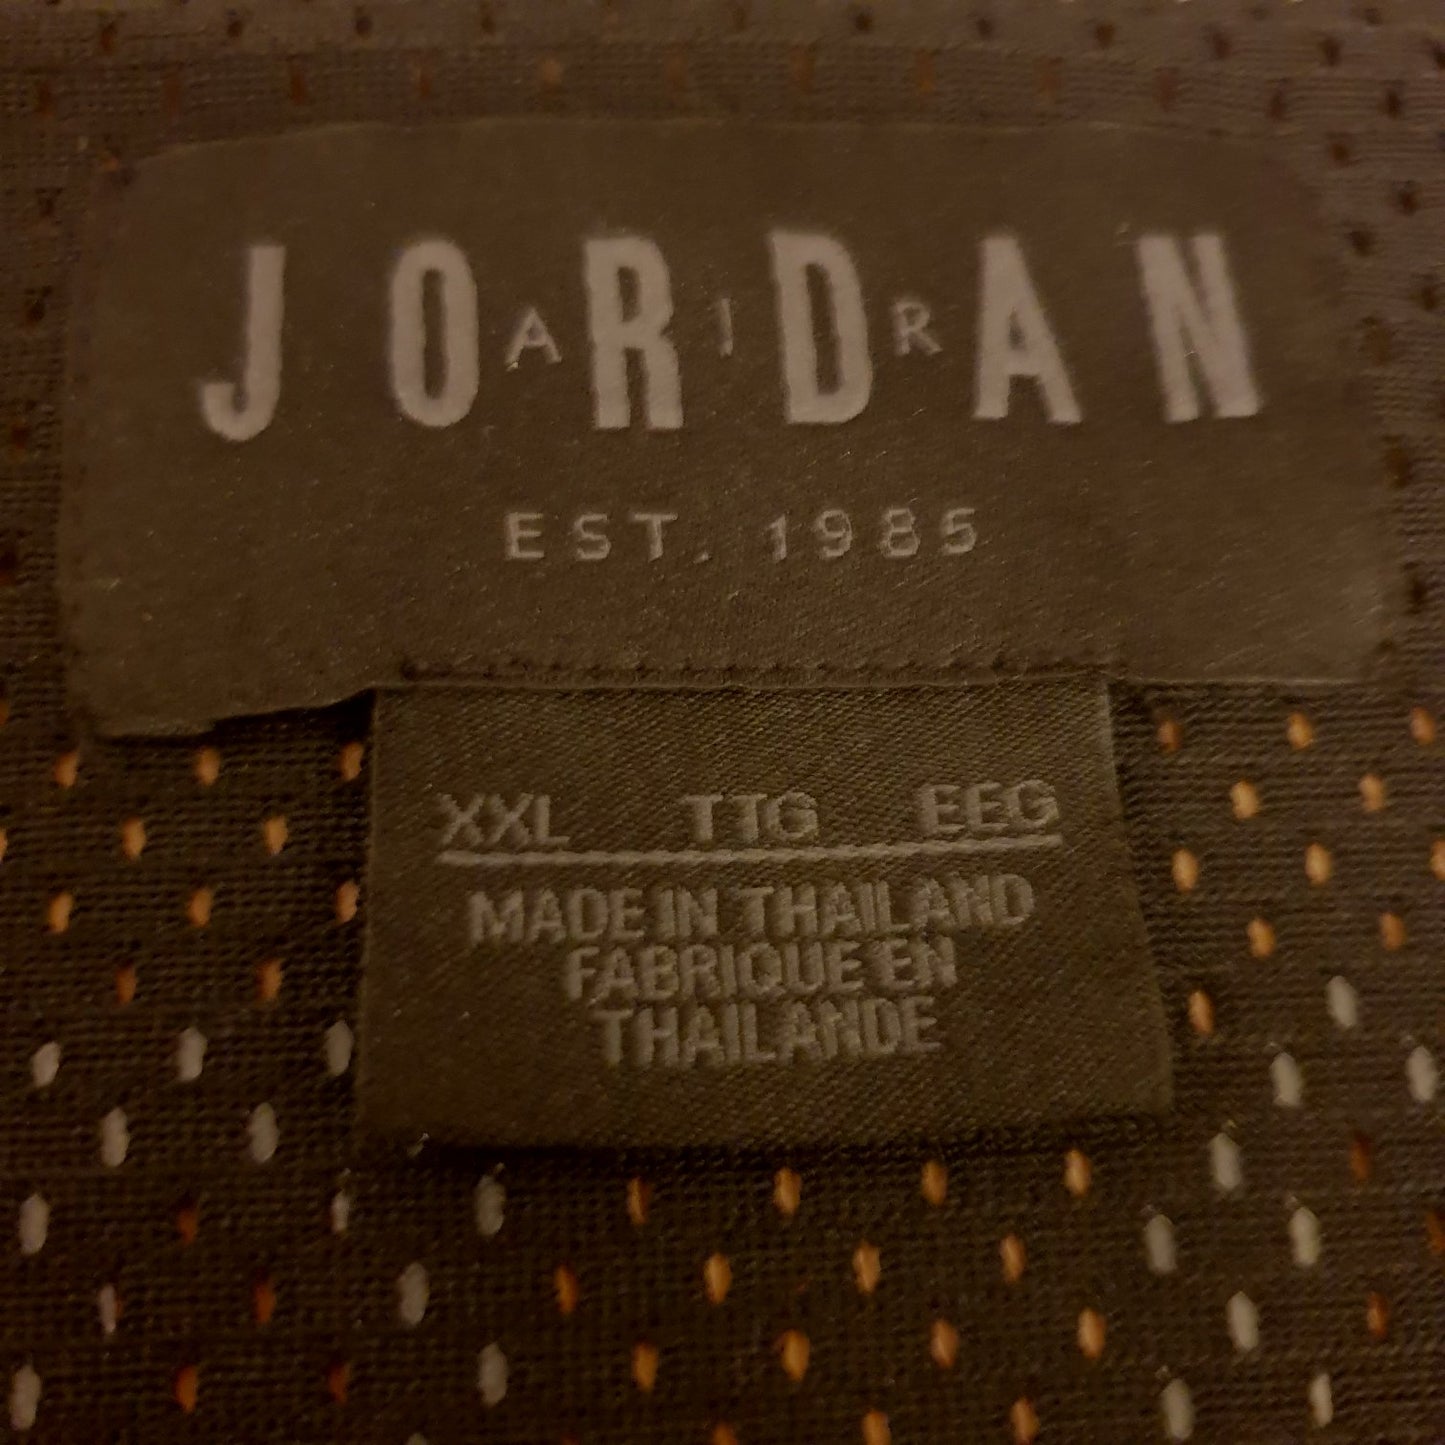 JORDAN
AIR
EST. 1985
XXL TTG EEG
MADE IN THAILAND
FABRIQUE EN
THAILANDE